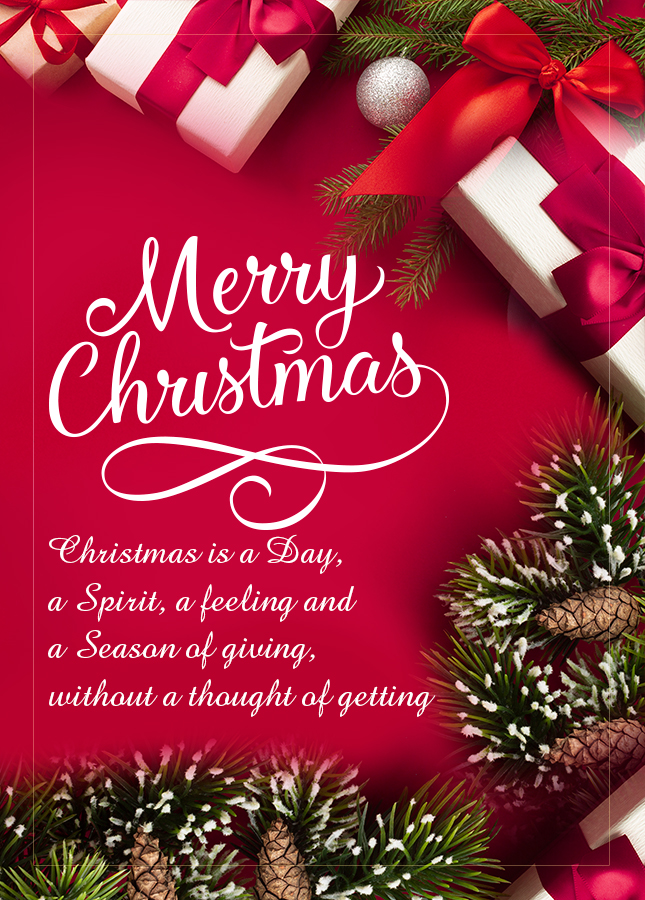 Merry
Christmas
Christmas is a Day,
a Spirit, a feeling and
a Season of giving,
without a thought of getting